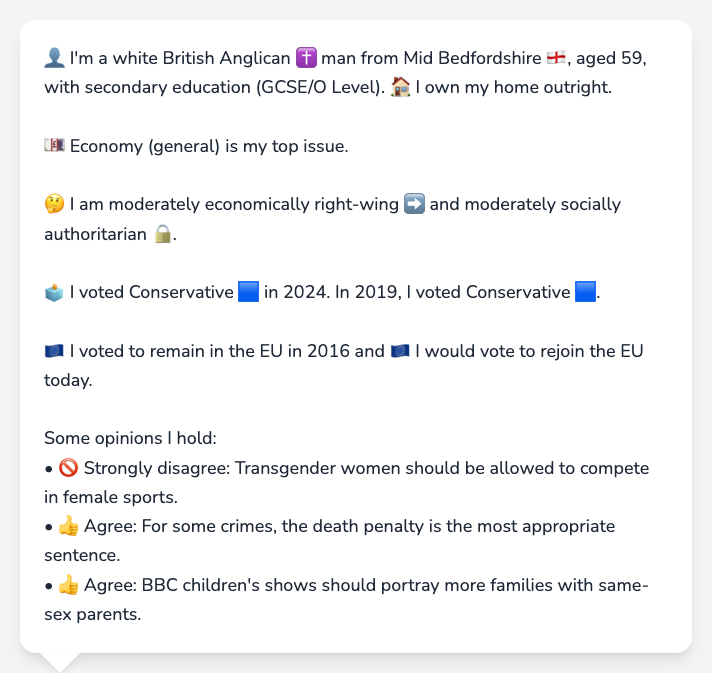 👤 I'm a white British Anglican ✝️ man from Mid Bedfordshire 🏴󠁧󠁢󠁥󠁮󠁧󠁿, aged 59,
with secondary education (GCSE/O Level). 🏠 I own my home outright.
💷 Economy (general) is my top issue.
🤔 I am moderately economically right-wing ➡️ and moderately socially
authoritarian 🔒.
🗳️ I voted Conservative 🟦 in 2024. In 2019, I voted Conservative 🟦.
🇪🇺 I voted to remain in the EU in 2016 and 🇪🇺 I would vote to rejoin the EU
today.
Some opinions I hold:
• 🚫 Strongly disagree: Transgender women should be allowed to compete
in female sports.
• 👍 Agree: For some crimes, the death penalty is the most appropriate
sentence.
• 👍 Agree: BBC children's shows should portray more families with same-
sex parents.